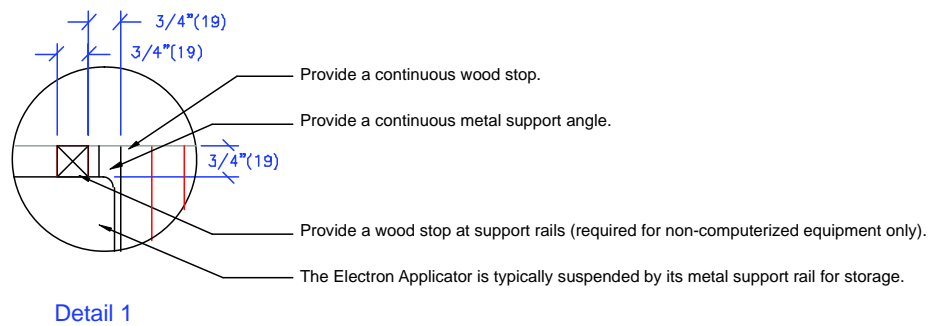 3/4"(19)
3/4"(19)
Provide a continuous wood stop.
Provide a continuous metal support angle.
3/4"(19)
Provide a wood stop at support rails (required for non-computerized equipment only).
The Electron Applicator is typically suspended by its metal support rail for storage.
Detail 1